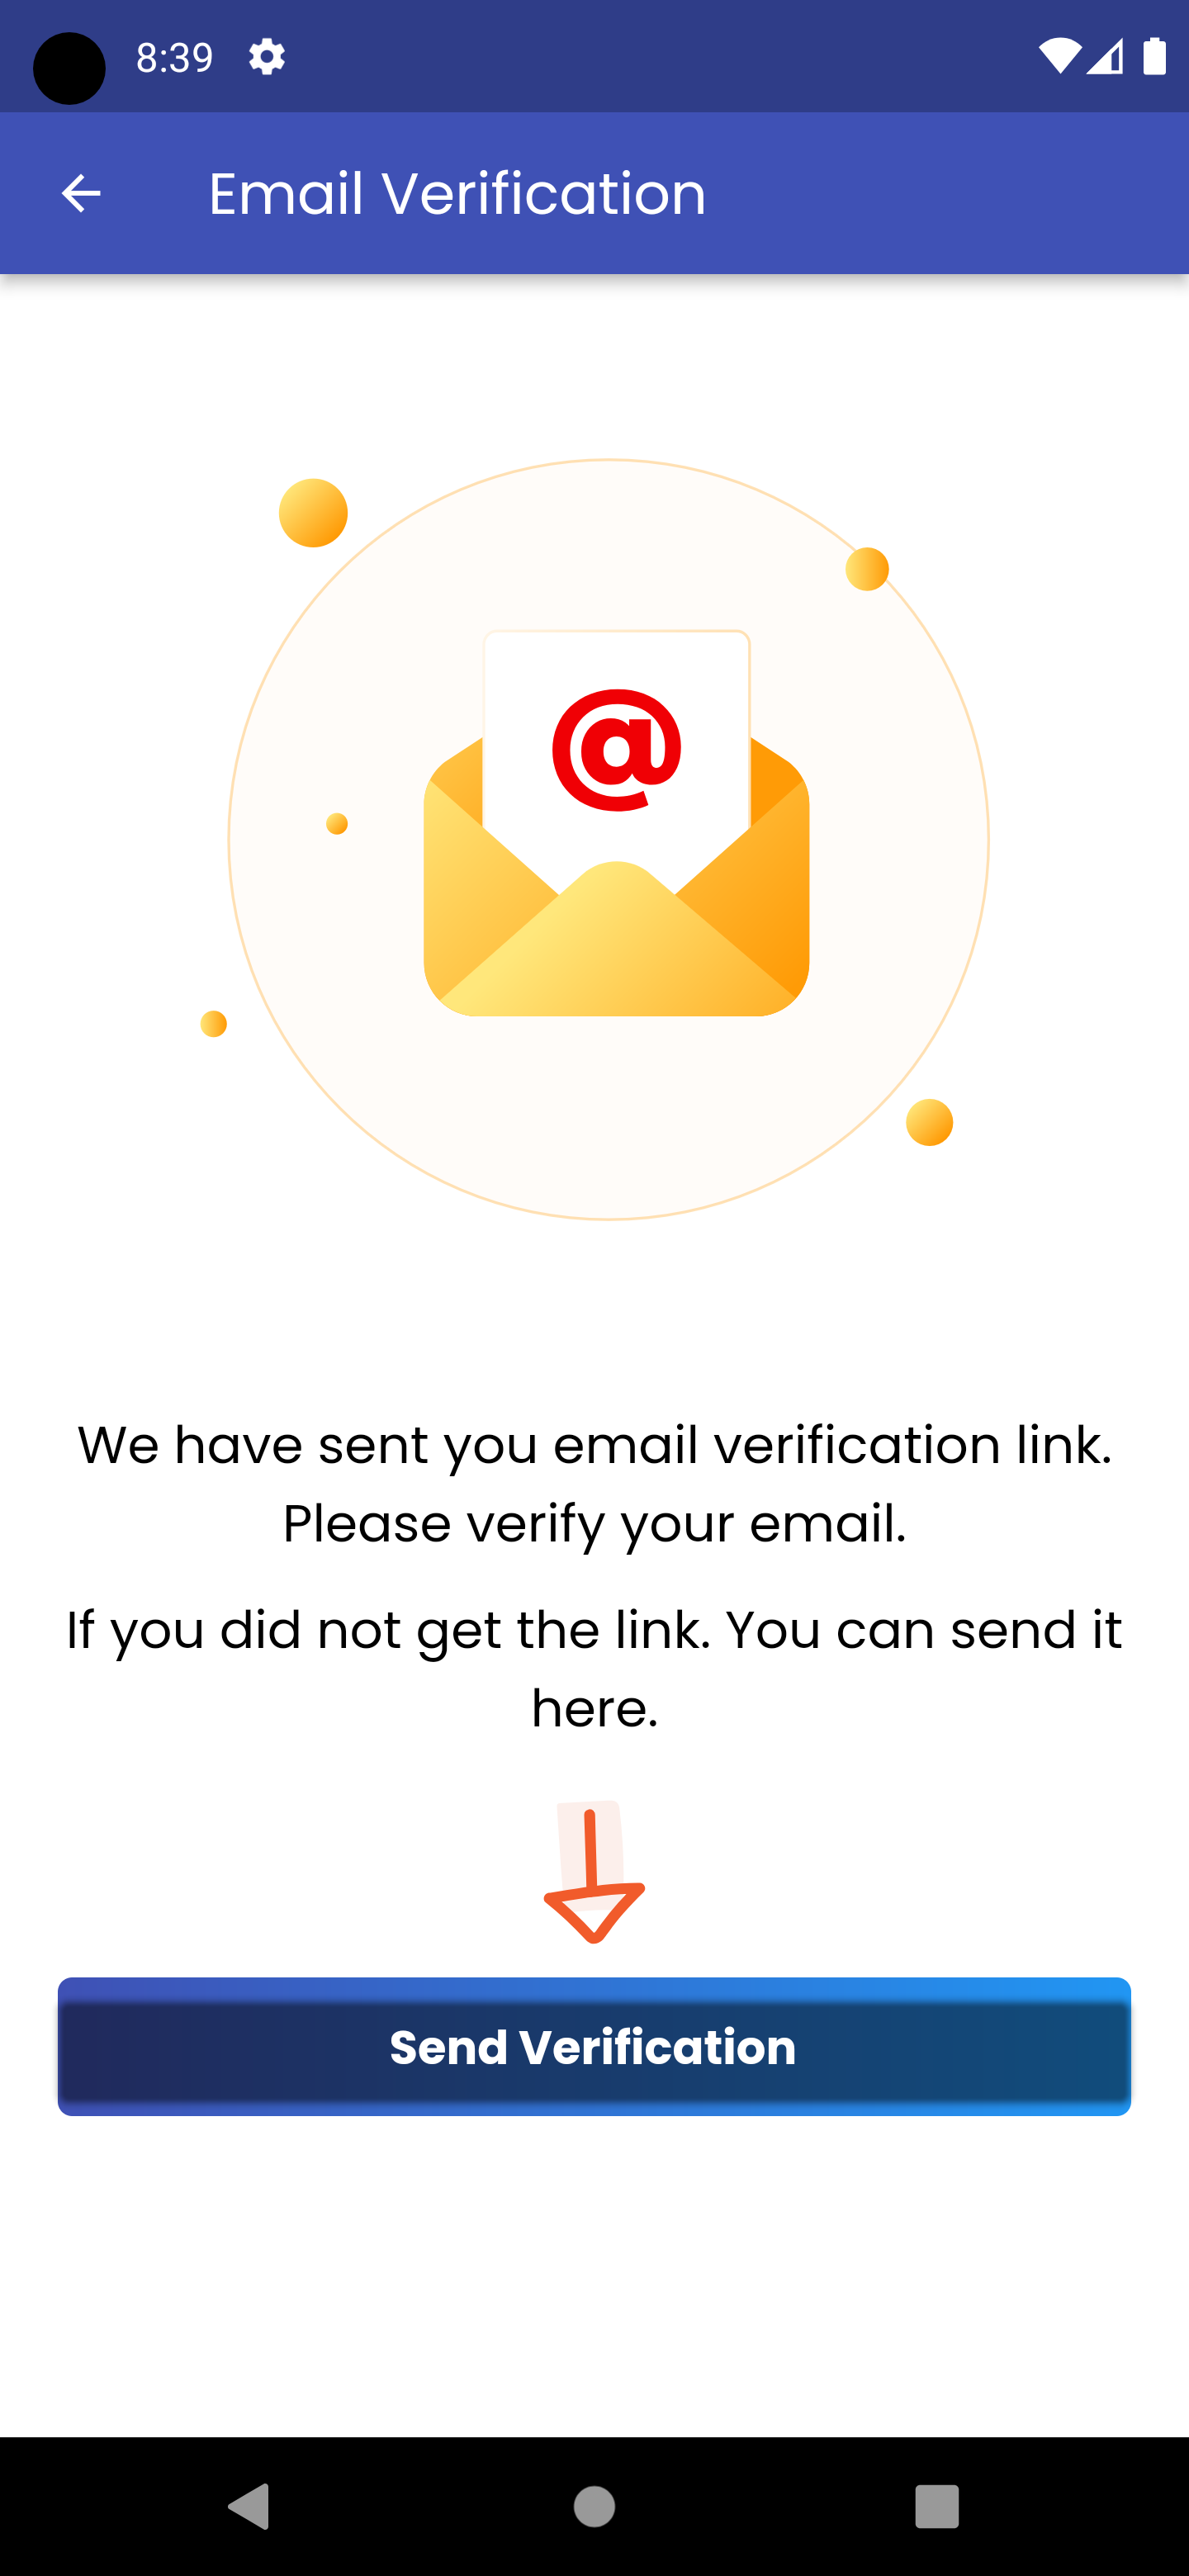 8:39
Email Verification
@
We have sent you email verification link.
Please verify your email.
If you did not get the link. You can send it
here.
Send Verification